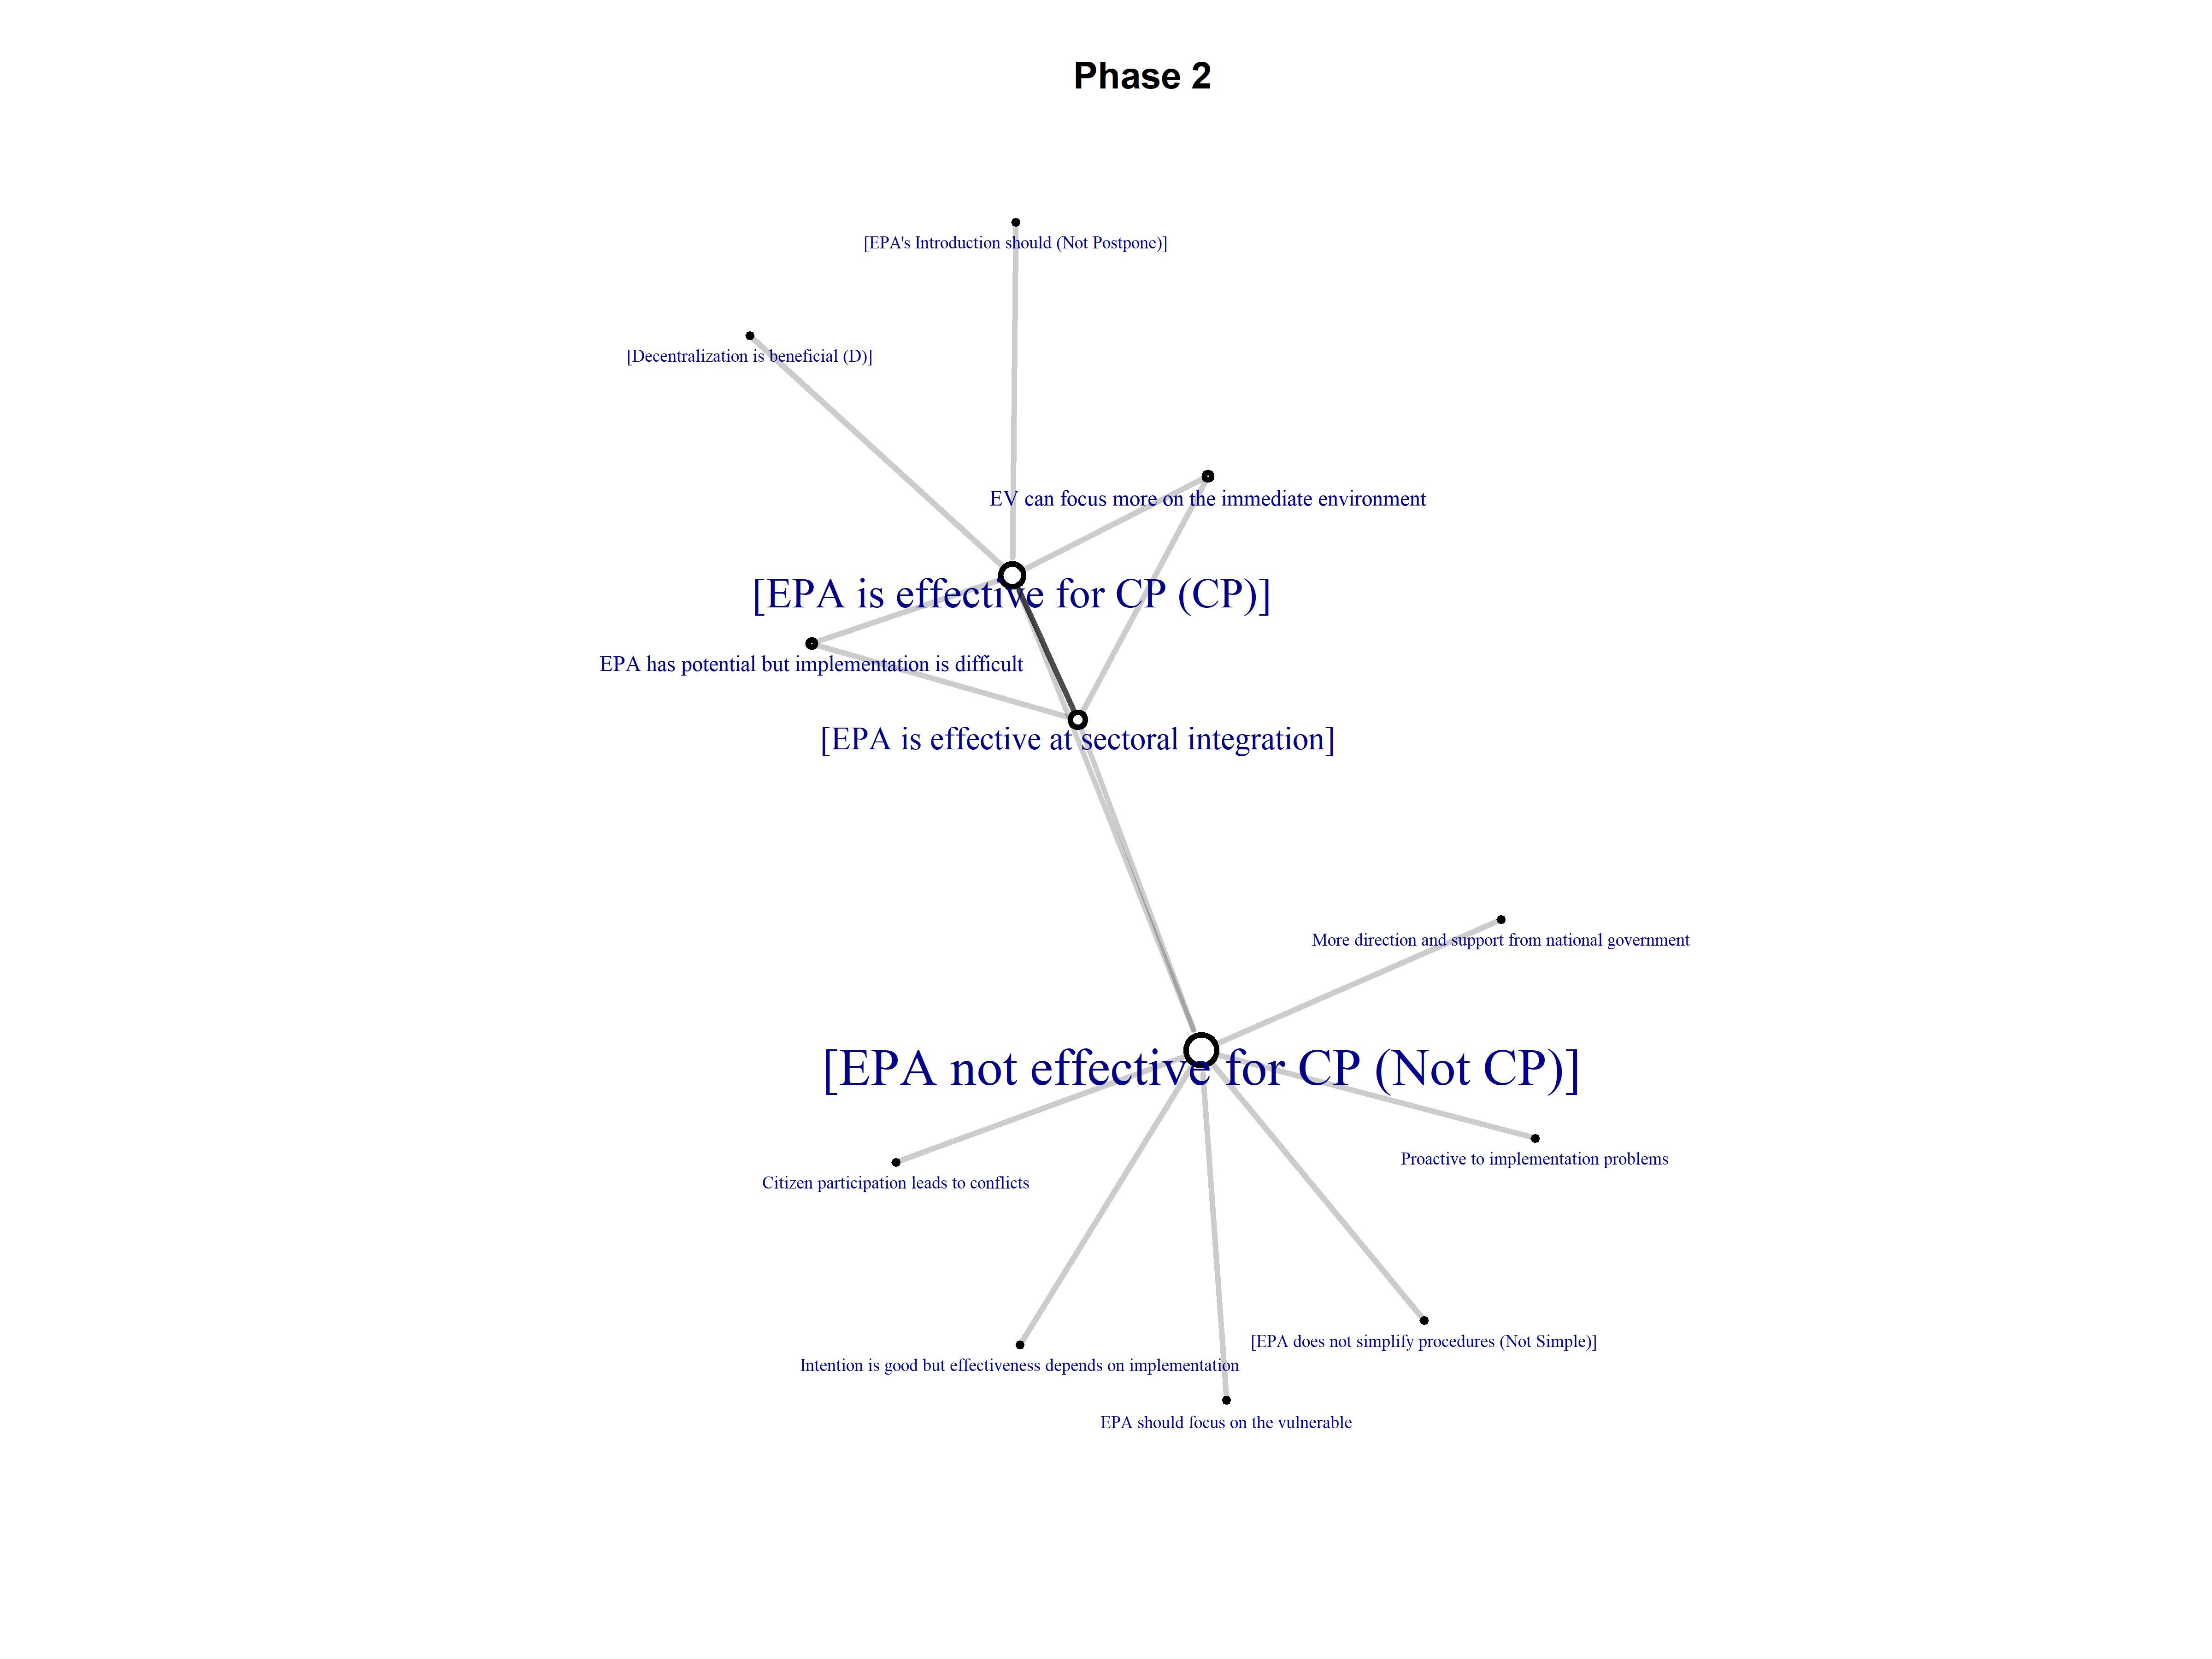 Phase 2
[EPA's Introduction should (Not Postpone)]
[Decentralization is beneficial (D)]
EV can focus more on the immediate environment
[EPA is effective for CP (CP)]
EPA has potential but implementation is difficult
[EPA is effective at sectoral integration]
More direction and support from national government
[EPA not effective for CP (Not CP)]
Proactive to implementation problems
Citizen participation leads to conflicts
[EPA does not simplify procedures (Not Simple)]
Intention is good but effectiveness depends on implementation
EPA should focus on the vulnerable